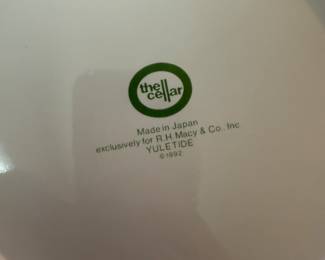 the
cellar
Made in Japan
exclusively for R.H. Macy & Co., Inc.
YULETIDE
©1992